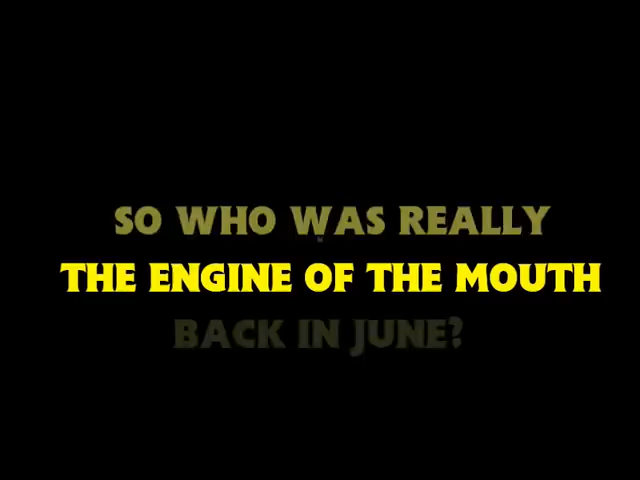 SO WHO WAS REALLY
THE ENGINE OF THE MOUTH
BACK IN JUNE?